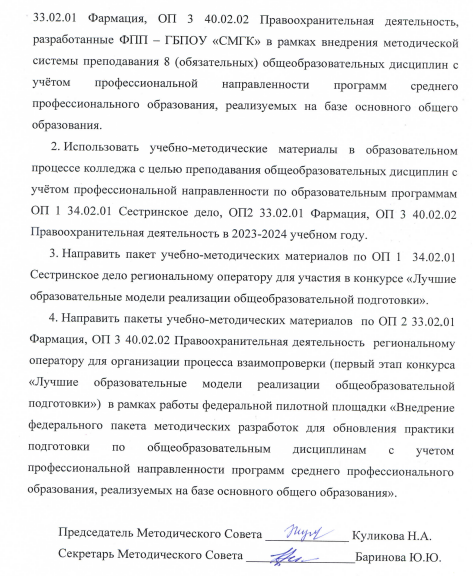 33.02.01 Фармация, ОП 3 40.02.02 Правоохранительная деятельность,
разработанные ФПП – ГБПОУ «СМГК» в рамках внедрения методической
системы преподавания 8 (обязательных) общеобразовательных дисциплин с
учётом профессиональной направленности программ среднего
профессионального образования, реализуемых на базе основного общего
образования.
2. Использовать учебно-методические материалы в образовательном
процессе колледжа с целью преподавания общеобразовательных дисциплин с
учётом профессиональной направленности по образовательным программам
ОП 1 34.02.01 Сестринское дело, ОП2 33.02.01 Фармация, ОП 3 40.02.02
Правоохранительная деятельность в 2023-2024 учебном году.
3. Направить пакет учебно-методических материалов по ОП 1 34.02.01
Сестринское дело региональному оператору для участия в конкурсе «Лучшие
образовательные модели реализации общеобразовательной подготовки».
4. Направить пакеты учебно-методических материалов по ОП 2 33.02.01
Фармация, ОП 3 40.02.02 Правоохранительная деятельность региональному
оператору для организации процесса взаимопроверки (первый этап конкурса
«Лучшие образовательные модели реализации общеобразовательной
подготовки») в рамках работы федеральной пилотной площадки «Внедрение
федерального пакета методических разработок для обновления практики
подготовки по общеобразовательным дисциплинам с учетом
профессиональной направленности программ среднего профессионального
образования, реализуемых на базе основного общего образования».
Председатель Методического Совета ____________ Куликова Н.А.
Секретарь Методического Совета ________________Баринова Ю.Ю.